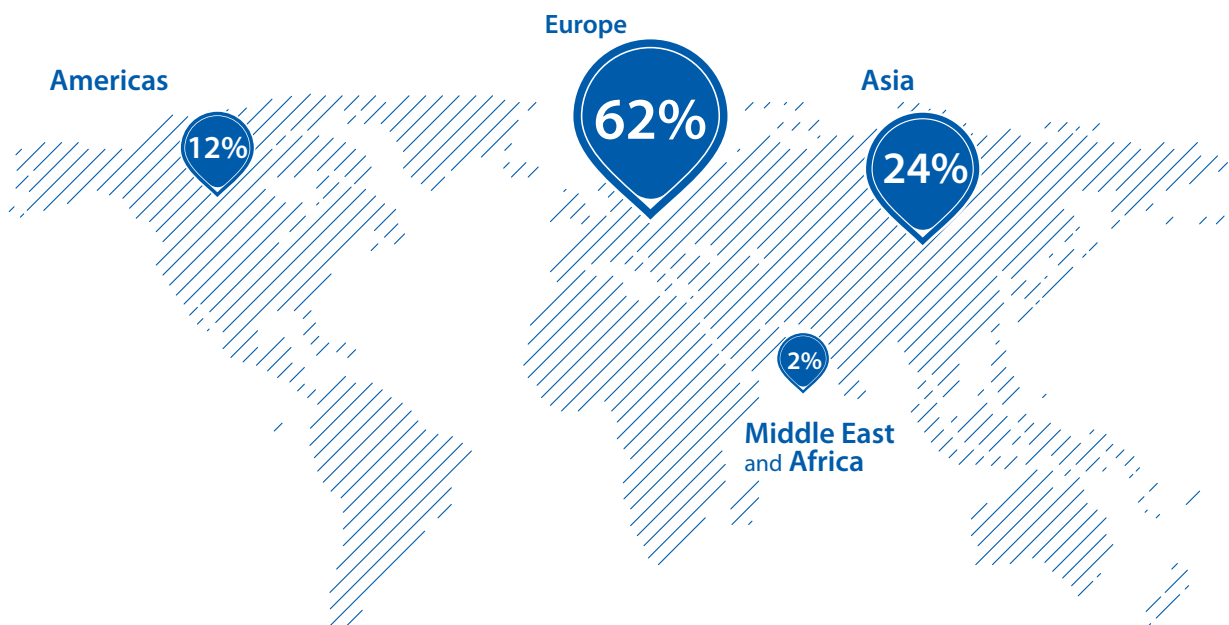 Europe
62%
Americas
12%
Asia
24%
2%
Middle East
and Africa